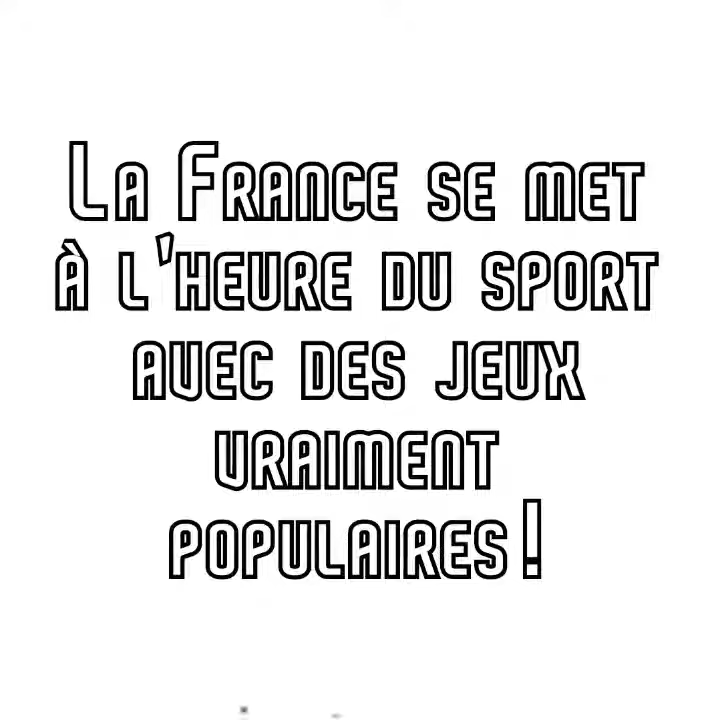 La France se met
à l'heure du sport
avec des jeux
vraiment
populaires !